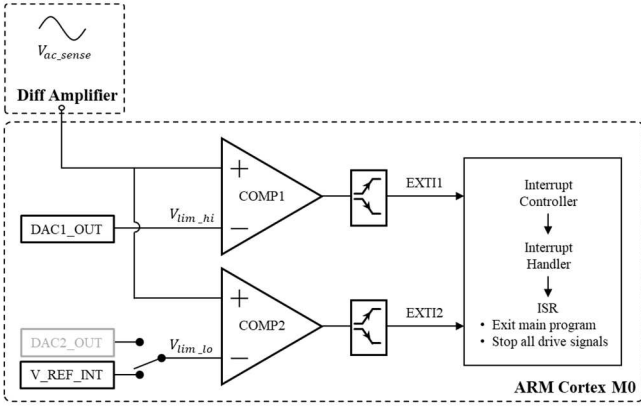 V_ac_sense
Diff Amplifier
+
COMP1
EXTI1
Interrupt
Controller
DAC1_OUT
V_lim_hi
−
Interrupt
Handler
+
COMP2
EXTI2
ISR
• Exit main program
• Stop all drive signals
DAC2_OUT
V_lim_lo
−
V_REF_INT
ARM Cortex M0